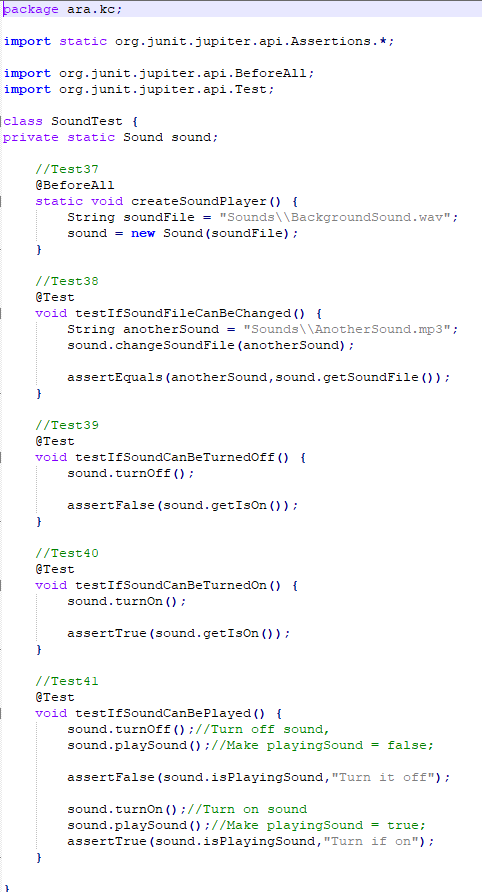 package ara.kc;
import static org.junit.jupiter.api.Assertions.*;
import org.junit.jupiter.api.BeforeAll;
import org.junit.jupiter.api.Test;
class SoundTest {
private static Sound sound;
//Test37
@BeforeAll
static void createSoundPlayer() {
String soundFile = "Sounds\\BackgroundSound.wav";
sound = new Sound(soundFile);
}
//Test38
@Test
void testIfSoundFileCanBeChanged() {
String anotherSound = "Sounds\\AnotherSound.mp3";
sound.changeSoundFile(anotherSound);
assertEquals(anotherSound,sound.getSoundFile());
}
//Test39
@Test
void testIfSoundCanBeTurnedOff() {
sound.turnOff();
assertFalse(sound.getIsOn());
}
//Test40
@Test
void testIfSoundCanBeTurnedOn() {
sound.turnOn();
assertTrue(sound.getIsOn());
}
//Test41
@Test
void testIfSoundCanBePlayed() {
sound.turnOff();//Turn off sound,
sound.playSound();//Make playingSound = false;
assertFalse(sound.isPlayingSound,"Turn it off");
sound.turnOn();//Turn on sound
sound.playSound();//Make playingSound = true;
assertTrue(sound.isPlayingSound,"Turn if on");
}
}